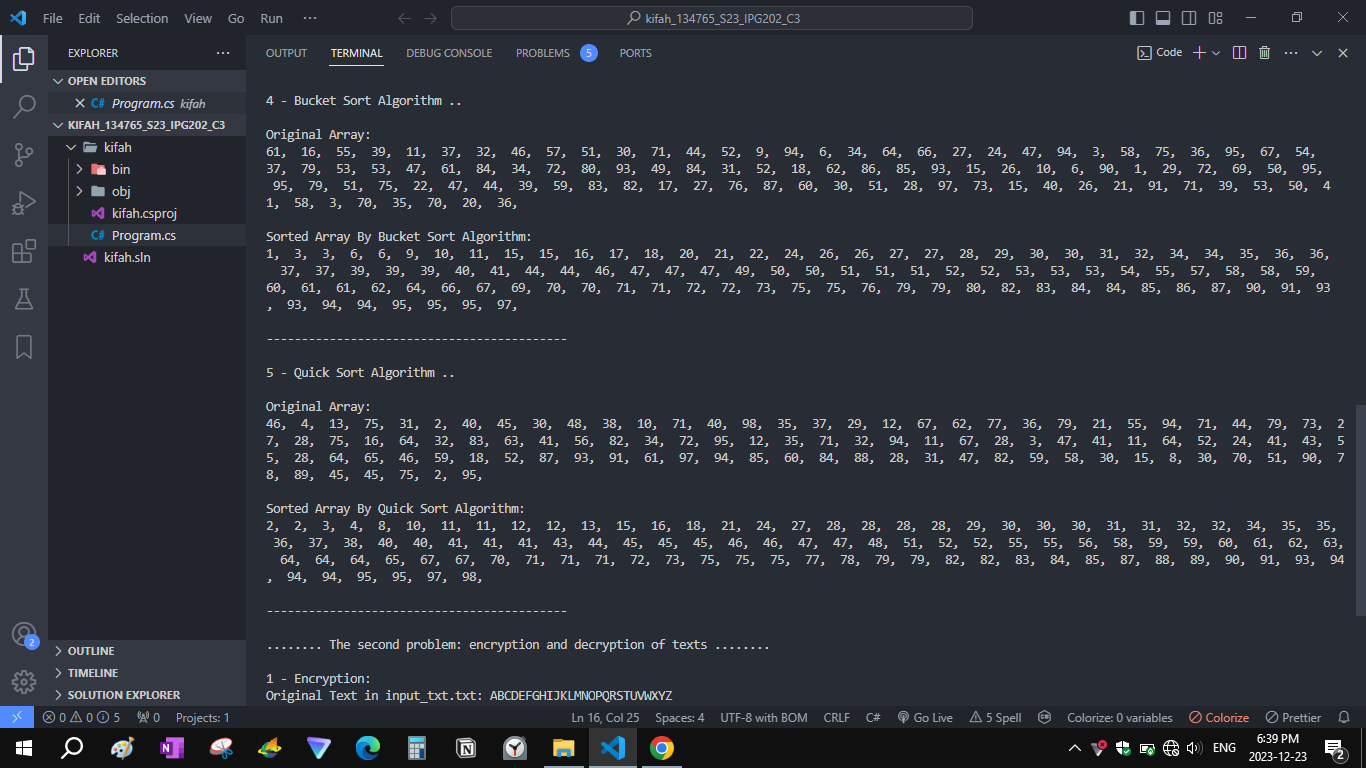 File Edit Selection View Go Run ··· kifah_134765_S23_IPG202_C3
EXPLORER ···
OPEN EDITORS
C# Program.cs kifah
KIFAH_134765_S23_IPG202_C3
kifah
bin
obj
kifah.csproj
C# Program.cs
kifah.sln
OUTLINE
TIMELINE
SOLUTION EXPLORER
OUTPUT TERMINAL DEBUG CONSOLE PROBLEMS 5 PORTS Code
4 - Bucket Sort Algorithm ..
Original Array:
61, 16, 55, 39, 11, 37, 32, 46, 57, 51, 30, 71, 44, 52, 9, 94, 6, 34, 64, 66, 27, 24, 47, 94, 3, 58, 75, 36, 95, 67, 54,
37, 79, 53, 53, 47, 61, 84, 34, 72, 80, 93, 49, 84, 31, 52, 18, 62, 86, 85, 93, 15, 26, 10, 6, 90, 1, 29, 72, 69, 50, 95,
95, 79, 51, 75, 22, 47, 44, 39, 59, 83, 82, 17, 27, 76, 87, 60, 30, 51, 28, 97, 73, 15, 40, 26, 21, 91, 71, 39, 53, 50, 4
1, 58, 3, 70, 35, 70, 20, 36,
Sorted Array By Bucket Sort Algorithm:
1, 3, 3, 6, 6, 9, 10, 11, 15, 15, 16, 17, 18, 20, 21, 22, 24, 26, 26, 27, 27, 28, 29, 30, 30, 31, 32, 34, 34, 35, 36, 36,
37, 37, 39, 39, 39, 40, 41, 44, 44, 46, 47, 47, 47, 49, 50, 50, 51, 51, 51, 52, 52, 53, 53, 53, 54, 55, 57, 58, 58, 59,
60, 61, 61, 62, 64, 66, 67, 69, 70, 70, 71, 71, 72, 72, 73, 75, 75, 76, 79, 79, 80, 82, 83, 84, 84, 85, 86, 87, 90, 91, 93
, 93, 94, 94, 95, 95, 95, 97,
-------------------------------------------
5 - Quick Sort Algorithm ..
Original Array:
46, 4, 13, 75, 31, 2, 40, 45, 30, 48, 38, 10, 71, 40, 98, 35, 37, 29, 12, 67, 62, 77, 36, 79, 21, 55, 94, 71, 44, 79, 73, 2
7, 28, 75, 16, 64, 32, 83, 63, 41, 56, 82, 34, 72, 95, 12, 35, 71, 32, 94, 11, 67, 28, 3, 47, 41, 11, 64, 52, 24, 41, 43, 5
5, 28, 64, 65, 46, 59, 18, 52, 87, 93, 91, 61, 97, 94, 85, 60, 84, 88, 28, 31, 47, 82, 59, 58, 30, 15, 8, 30, 70, 51, 90, 7
8, 89, 45, 45, 75, 2, 95,
Sorted Array By Quick Sort Algorithm:
2, 2, 3, 4, 8, 10, 11, 11, 12, 12, 13, 15, 16, 18, 21, 24, 27, 28, 28, 28, 28, 29, 30, 30, 30, 31, 31, 32, 32, 34, 35, 35,
36, 37, 38, 40, 40, 41, 41, 41, 43, 44, 45, 45, 45, 46, 46, 47, 47, 48, 51, 52, 52, 55, 55, 56, 58, 59, 59, 60, 61, 62, 63,
64, 64, 64, 65, 67, 67, 70, 71, 71, 71, 72, 73, 75, 75, 75, 77, 78, 79, 79, 82, 82, 83, 84, 85, 87, 88, 89, 90, 91, 93, 94
, 94, 94, 95, 95, 97, 98,
-------------------------------------------
........ The second problem: encryption and decryption of texts ........
1 - Encryption:
Original Text in input_txt.txt: ABCDEFGHIJKLMNOPQRSTUVWXYZ
2
0 0 5 0 Projects: 1 Ln 16, Col 25 Spaces: 4 UTF-8 with BOM CRLF C# Go Live 5 Spell Colorize: 0 variables Colorize Prettier
ENG 6:39 PM
2023-12-23 2